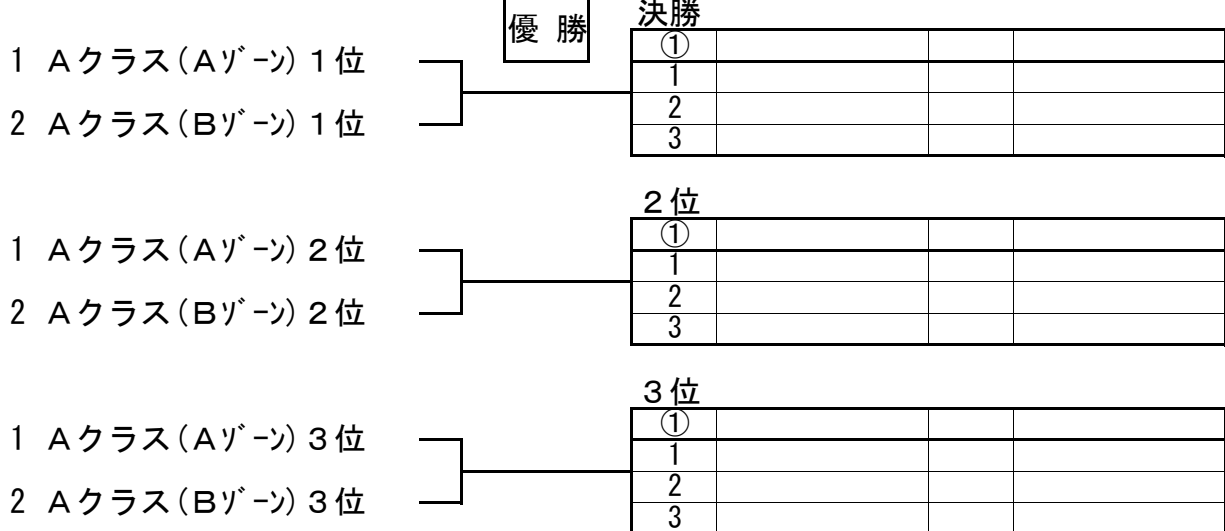 優 勝
決勝
①
1 Aクラス(Aｿﾞｰﾝ)1位
1
2
2 Aクラス(Bｿﾞｰﾝ)1位
3
2位
①
1 Aクラス(Aｿﾞｰﾝ)2位
1
2
2 Aクラス(Bｿﾞｰﾝ)2位
3
3位
①
1 Aクラス(Aｿﾞｰﾝ)3位
1
2
2 Aクラス(Bｿﾞｰﾝ)3位
3